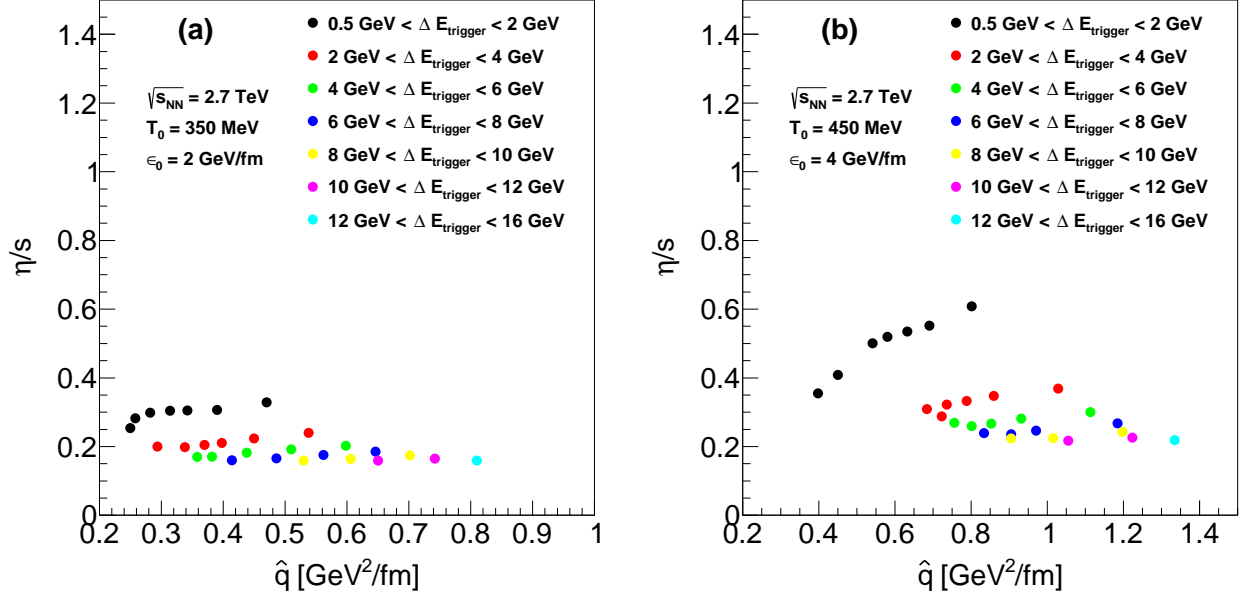 (a)
0.5 GeV < Δ E_trigger < 2 GeV
2 GeV < Δ E_trigger < 4 GeV
4 GeV < Δ E_trigger < 6 GeV
6 GeV < Δ E_trigger < 8 GeV
8 GeV < Δ E_trigger < 10 GeV
10 GeV < Δ E_trigger < 12 GeV
12 GeV < Δ E_trigger < 16 GeV
√s_NN = 2.7 TeV
T_0 = 350 MeV
ϵ_0 = 2 GeV/fm
η/s
1.4
1.2
1
0.8
0.6
0.4
0.2
0
0.2 0.3 0.4 0.5 0.6 0.7 0.8 0.9 1
q̂ [GeV²/fm]
(b)
0.5 GeV < Δ E_trigger < 2 GeV
2 GeV < Δ E_trigger < 4 GeV
4 GeV < Δ E_trigger < 6 GeV
6 GeV < Δ E_trigger < 8 GeV
8 GeV < Δ E_trigger < 10 GeV
10 GeV < Δ E_trigger < 12 GeV
12 GeV < Δ E_trigger < 16 GeV
√s_NN = 2.7 TeV
T_0 = 450 MeV
ϵ_0 = 4 GeV/fm
η/s
1.4
1.2
1
0.8
0.6
0.4
0.2
0
0.2 0.4 0.6 0.8 1 1.2 1.4
q̂ [GeV²/fm]